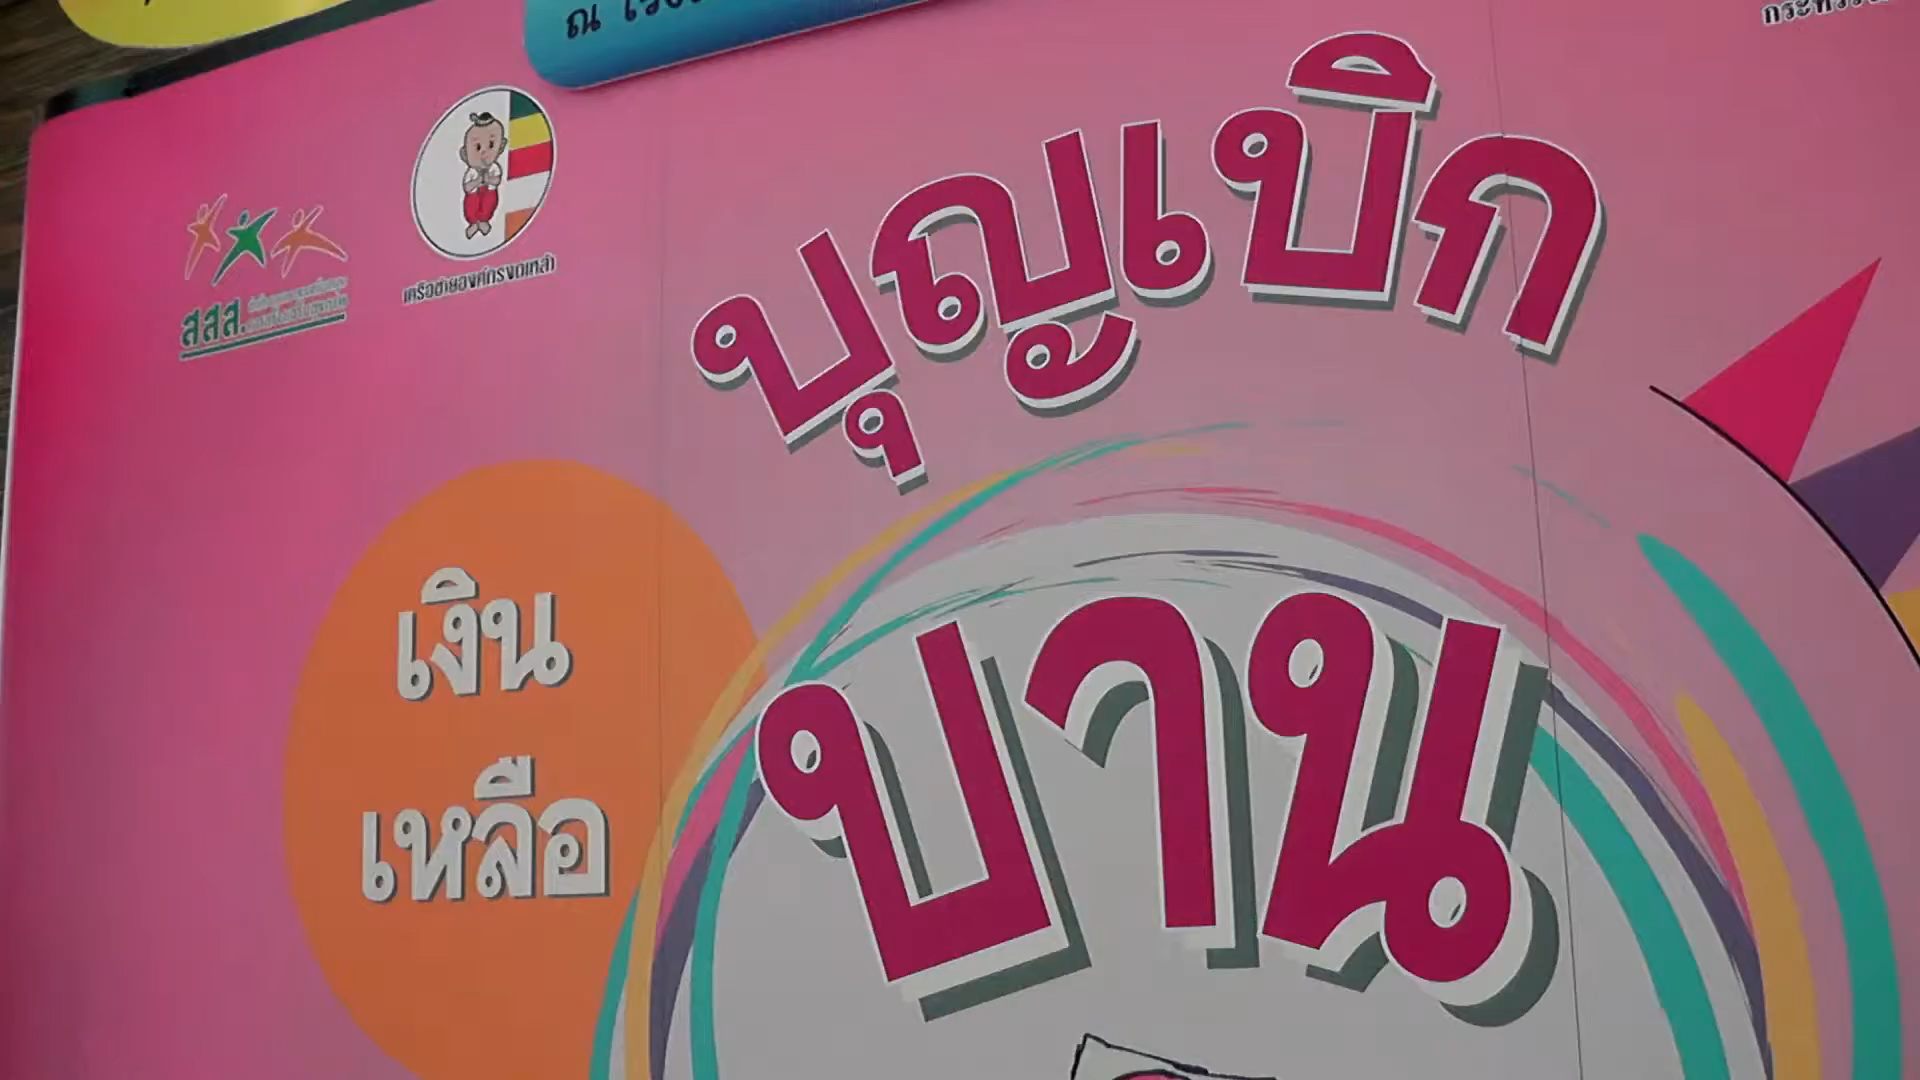 ณ
บุญเบิก
สสส.
เครือข่ายองค์กรงดเหล้า
เงิน
เหลือ
บาน